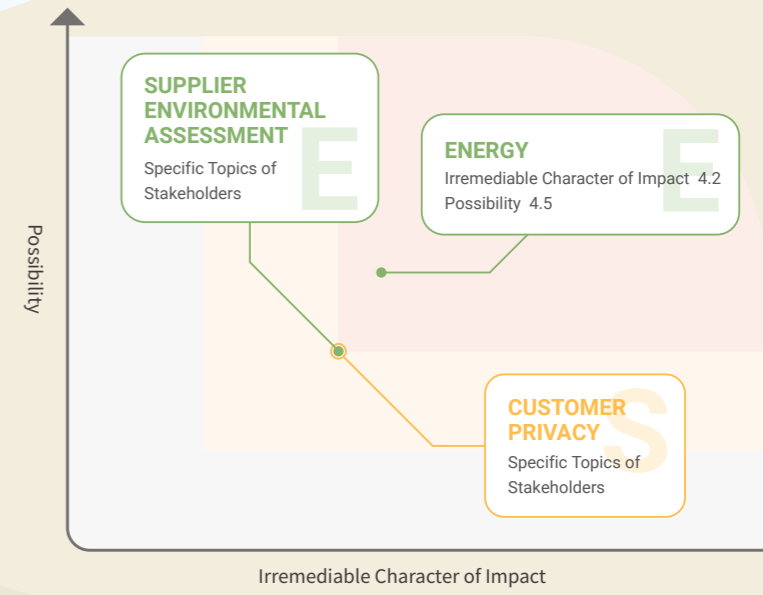 SUPPLIER
ENVIRONMENTAL
ASSESSMENT
E
Specific Topics of
Stakeholders
ENERGY
E
Irremediable Character of Impact 4.2
Possibility 4.5
Possibility
CUSTOMER
PRIVACY
S
Specific Topics of
Stakeholders
Irremediable Character of Impact